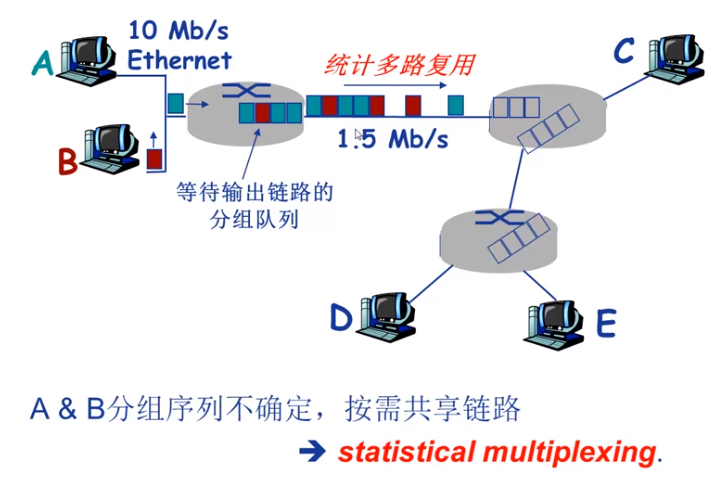 10 Mb/s
Ethernet
A
B
统计多路复用
C
1.5 Mb/s
等待输出链路的
分组队列
D
E
A & B分组序列不确定，按需共享链路
➔ statistical multiplexing.